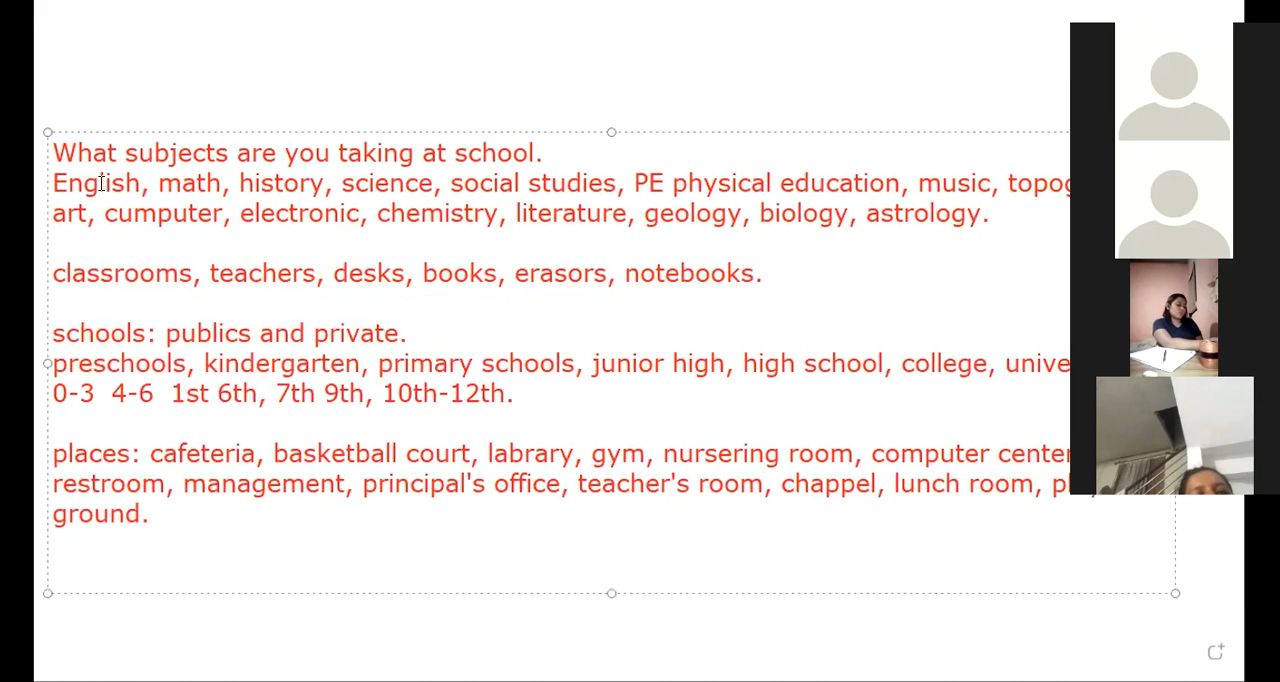 What subjects are you taking at school.
English, math, history, science, social studies, PE physical education, music,
art, cumputer, electronic, chemistry, literature, geology, biology, astrology.
classrooms, teachers, desks, books, erasors, notebooks.
schools: publics and private.
preschools, kindergarten, primary schools, junior high, high school, college,
0-3 4-6 1st 6th, 7th 9th, 10th-12th.
places: cafeteria, basketball court, labrary, gym, nursering room, computer center
restroom, management, principal's office, teacher's room, chappel, lunch room,
ground.